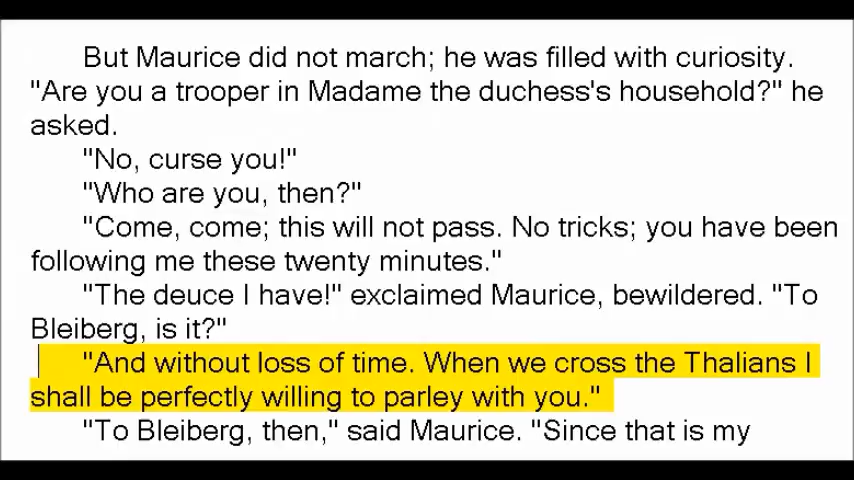 But Maurice did not march; he was filled with curiosity.
"Are you a trooper in Madame the duchess's household?" he
asked.
"No, curse you!"
"Who are you, then?"
"Come, come; this will not pass. No tricks; you have been
following me these twenty minutes."
"The deuce I have!" exclaimed Maurice, bewildered. "To
Bleiberg, is it?"
"And without loss of time. When we cross the Thalians I
shall be perfectly willing to parley with you."
"To Bleiberg, then," said Maurice. "Since that is my